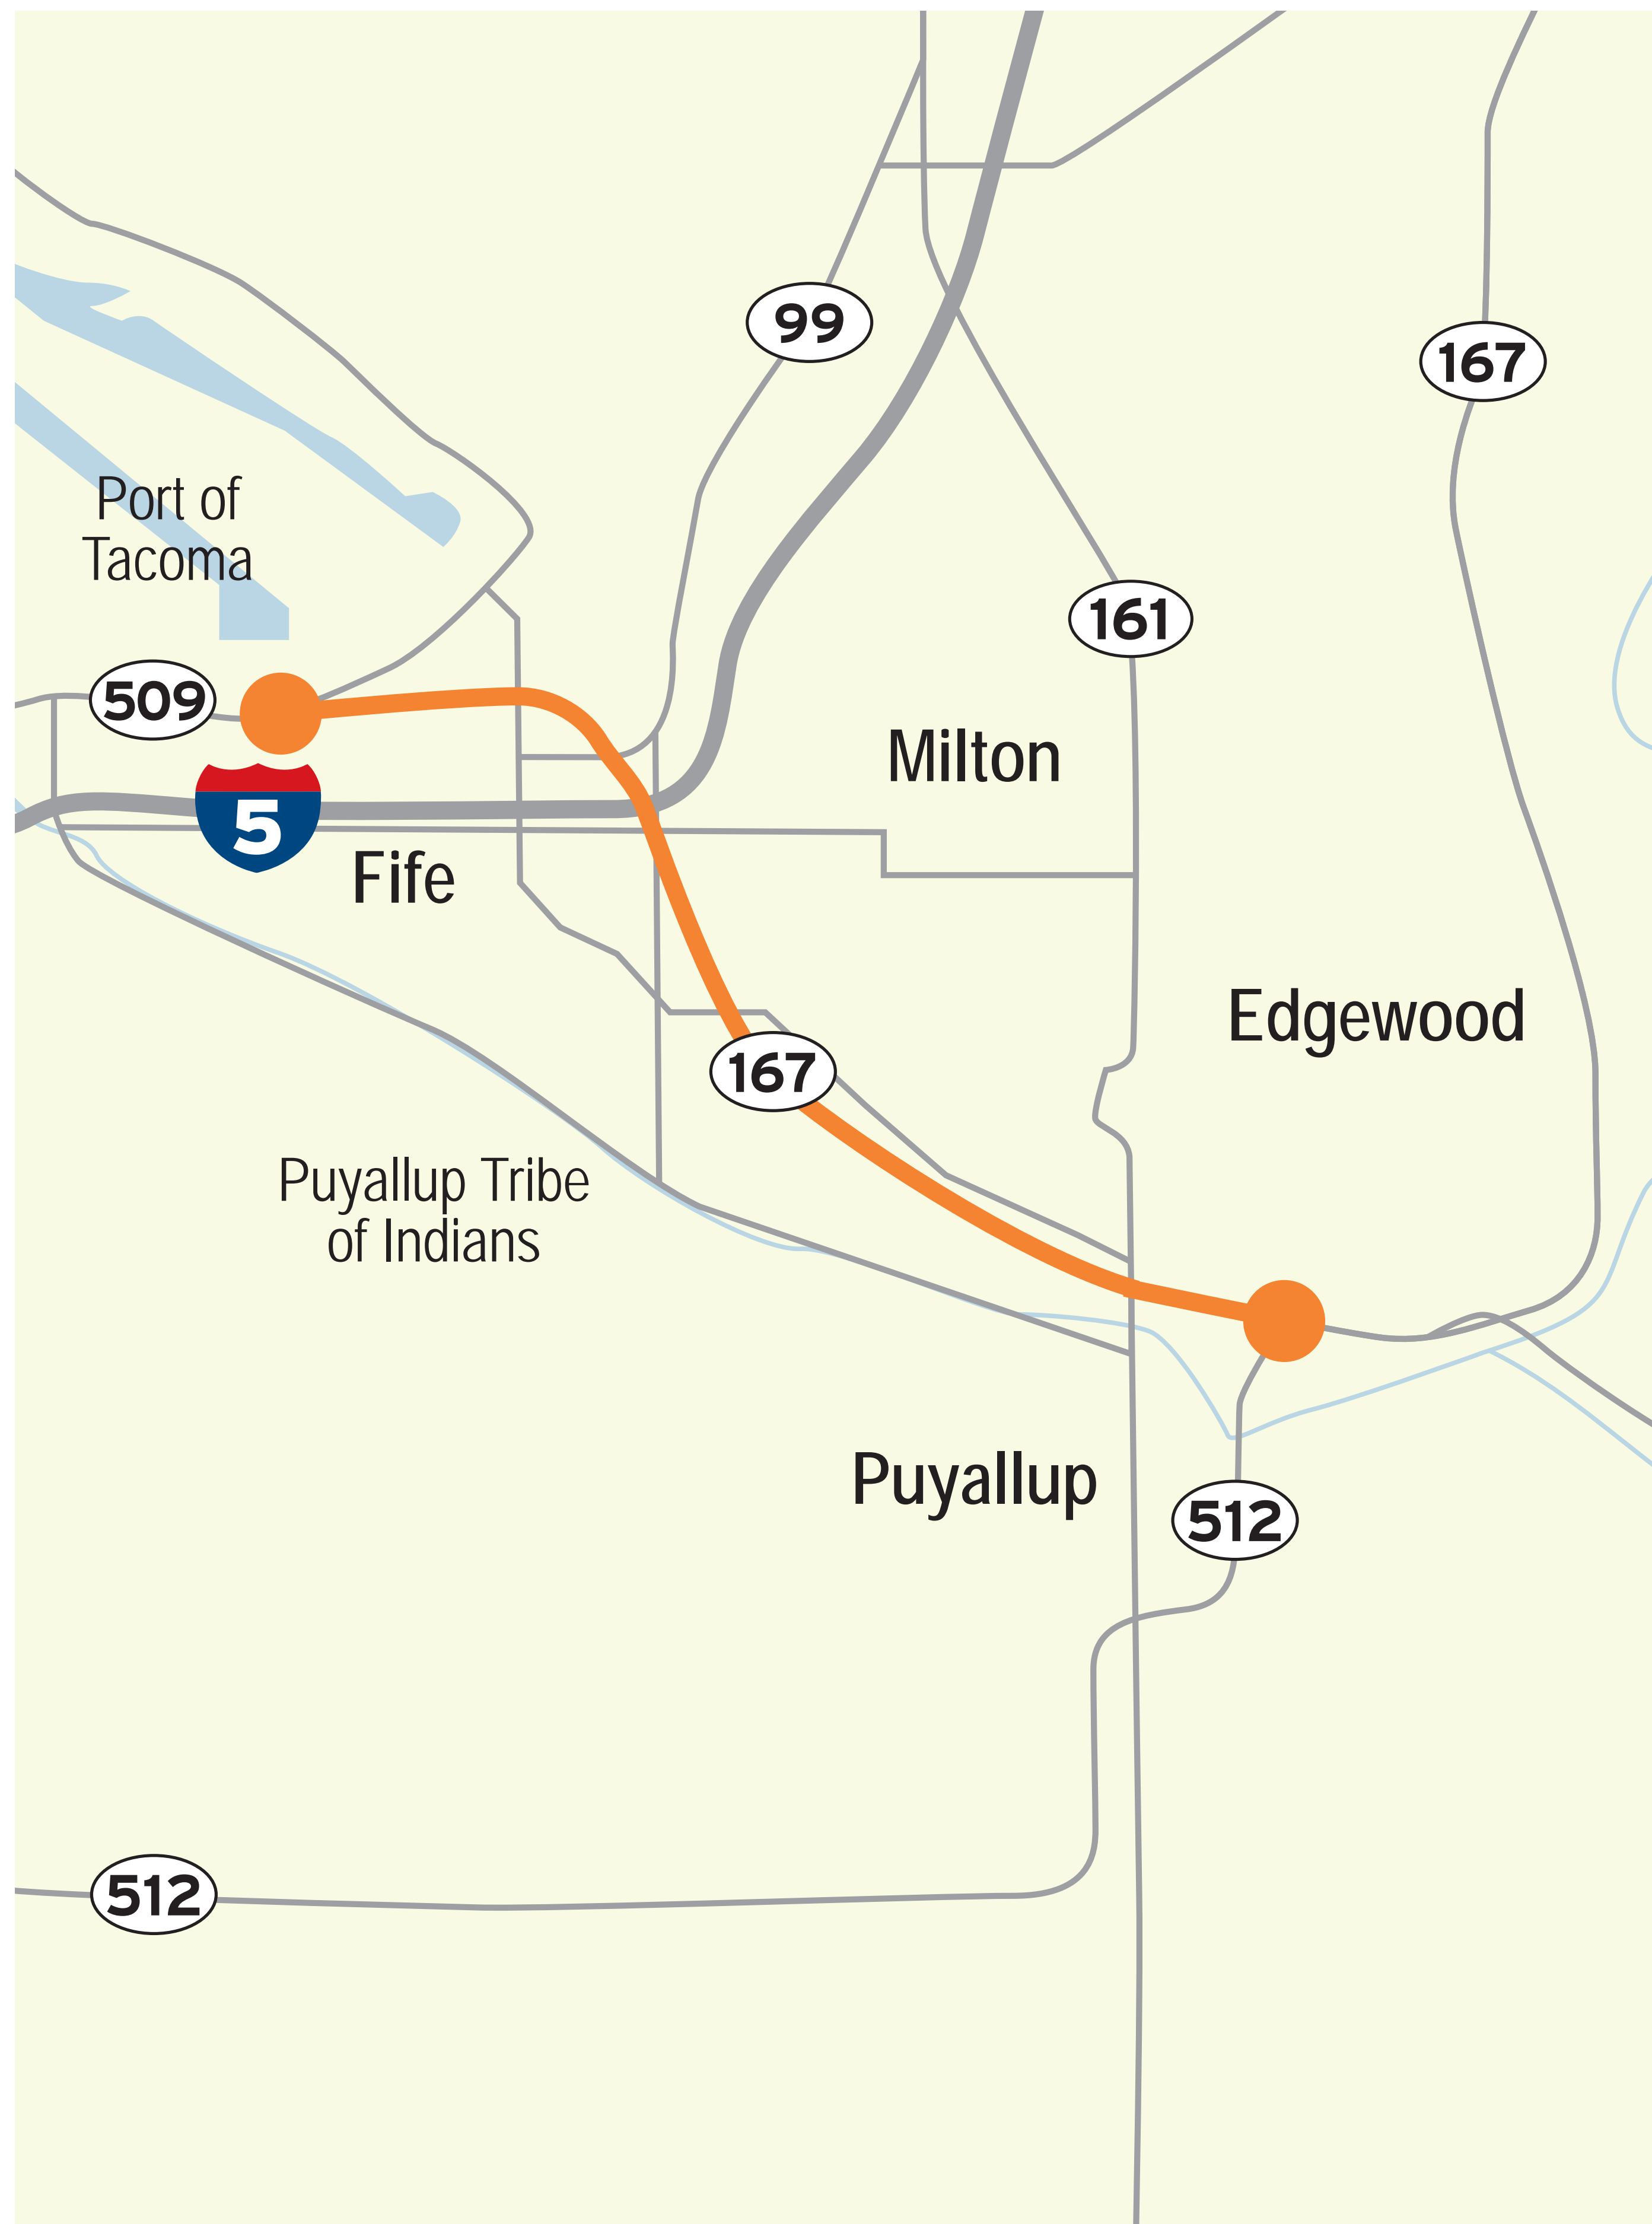 99
167
Port of
Tacoma
161
509
Milton
5
Fife
Edgewood
167
Puyallup Tribe
of Indians
Puyallup
512
512